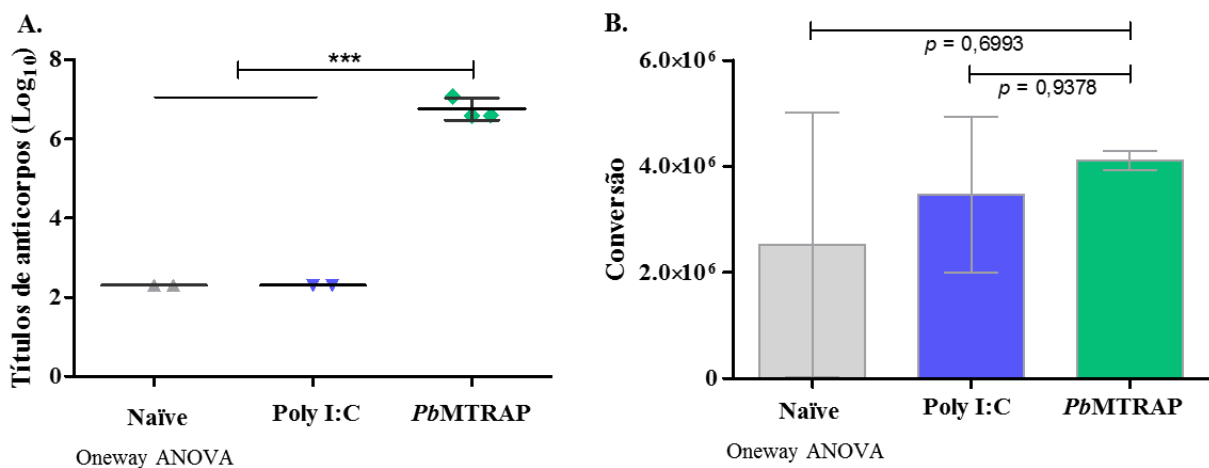 A.
Títulos de anticorpos (Log10)
8
6
4
2
0
***
Naïve
Poly I:C
PbMTRAP
Oneway ANOVA
B.
Conversão
6.0×10⁶
4.0×10⁶
2.0×10⁶
0
p = 0,6993
p = 0,9378
Naïve
Poly I:C
PbMTRAP
Oneway ANOVA